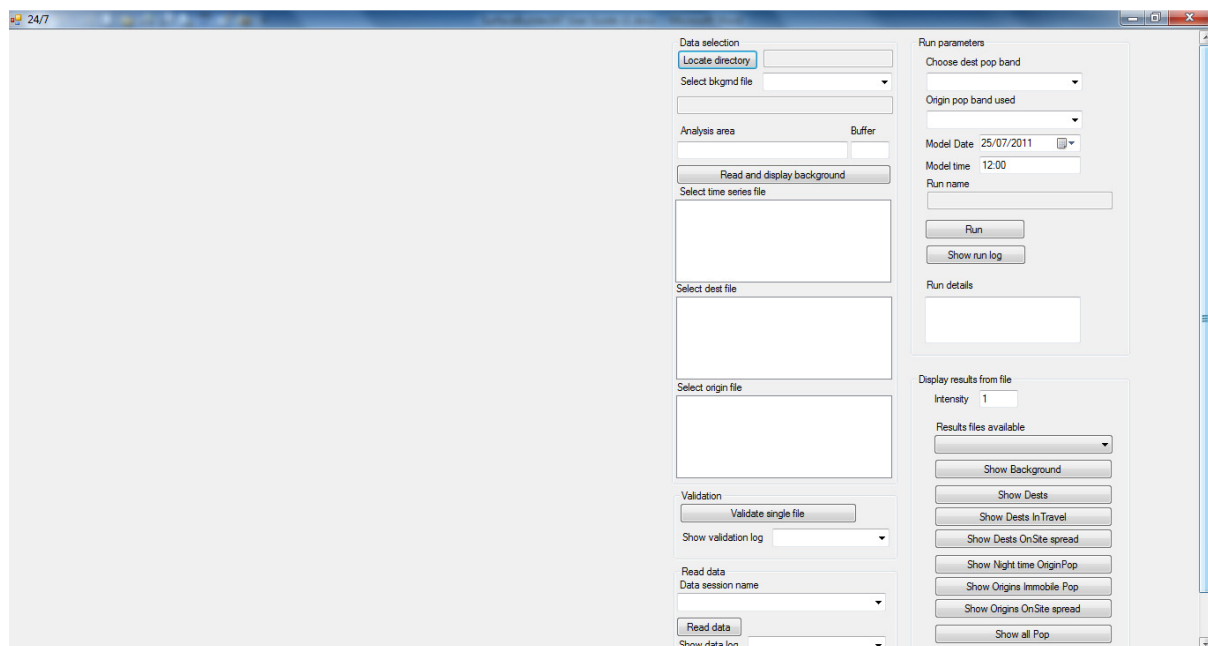 24/7
Data selection
Locate directory
Select bkgrnd file
Analysis area Buffer
Read and display background
Select time series file
Select dest file
Select origin file
Validation
Validate single file
Show validation log
Read data
Data session name
Read data
Show data log
Run parameters
Choose dest pop band
Origin pop band used
Model Date 25/07/2011
Model time 12:00
Run name
Run
Show run log
Run details
Display results from file
Intensity 1
Results files available
Show Background
Show Dests
Show Dests InTravel
Show Dests OnSite spread
Show Night time OriginPop
Show Origins Immobile Pop
Show Origins OnSite spread
Show all Pop